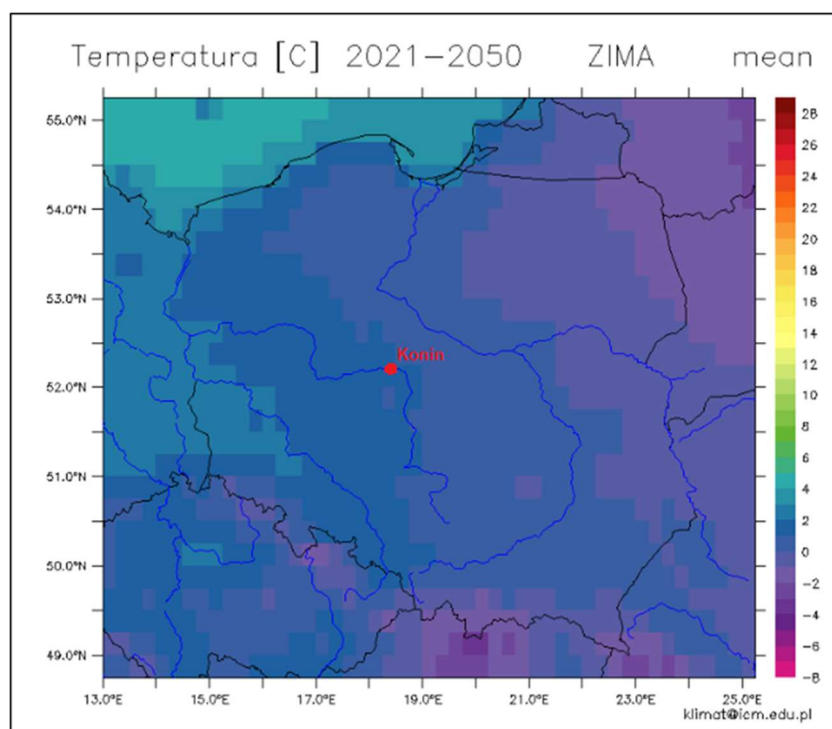 Temperatura [C] 2021–2050 ZIMA mean
55.0°N
54.0°N
53.0°N
52.0°N
51.0°N
50.0°N
49.0°N
Konin
13.0°E 15.0°E 17.0°E 19.0°E 21.0°E 23.0°E 25.0°E
28
26
24
22
20
18
16
14
12
10
8
6
4
2
0
-2
-4
-6
-8
klimat@icm.edu.pl